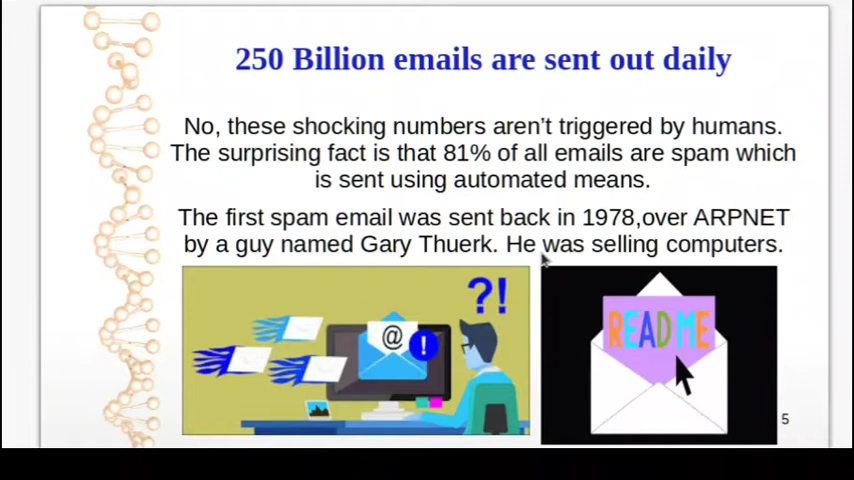 250 Billion emails are sent out daily
No, these shocking numbers aren't triggered by humans.
The surprising fact is that 81% of all emails are spam which
is sent using automated means.
The first spam email was sent back in 1978,over ARPNET
by a guy named Gary Thuerk. He was selling computers.
?!
@
!
README
5